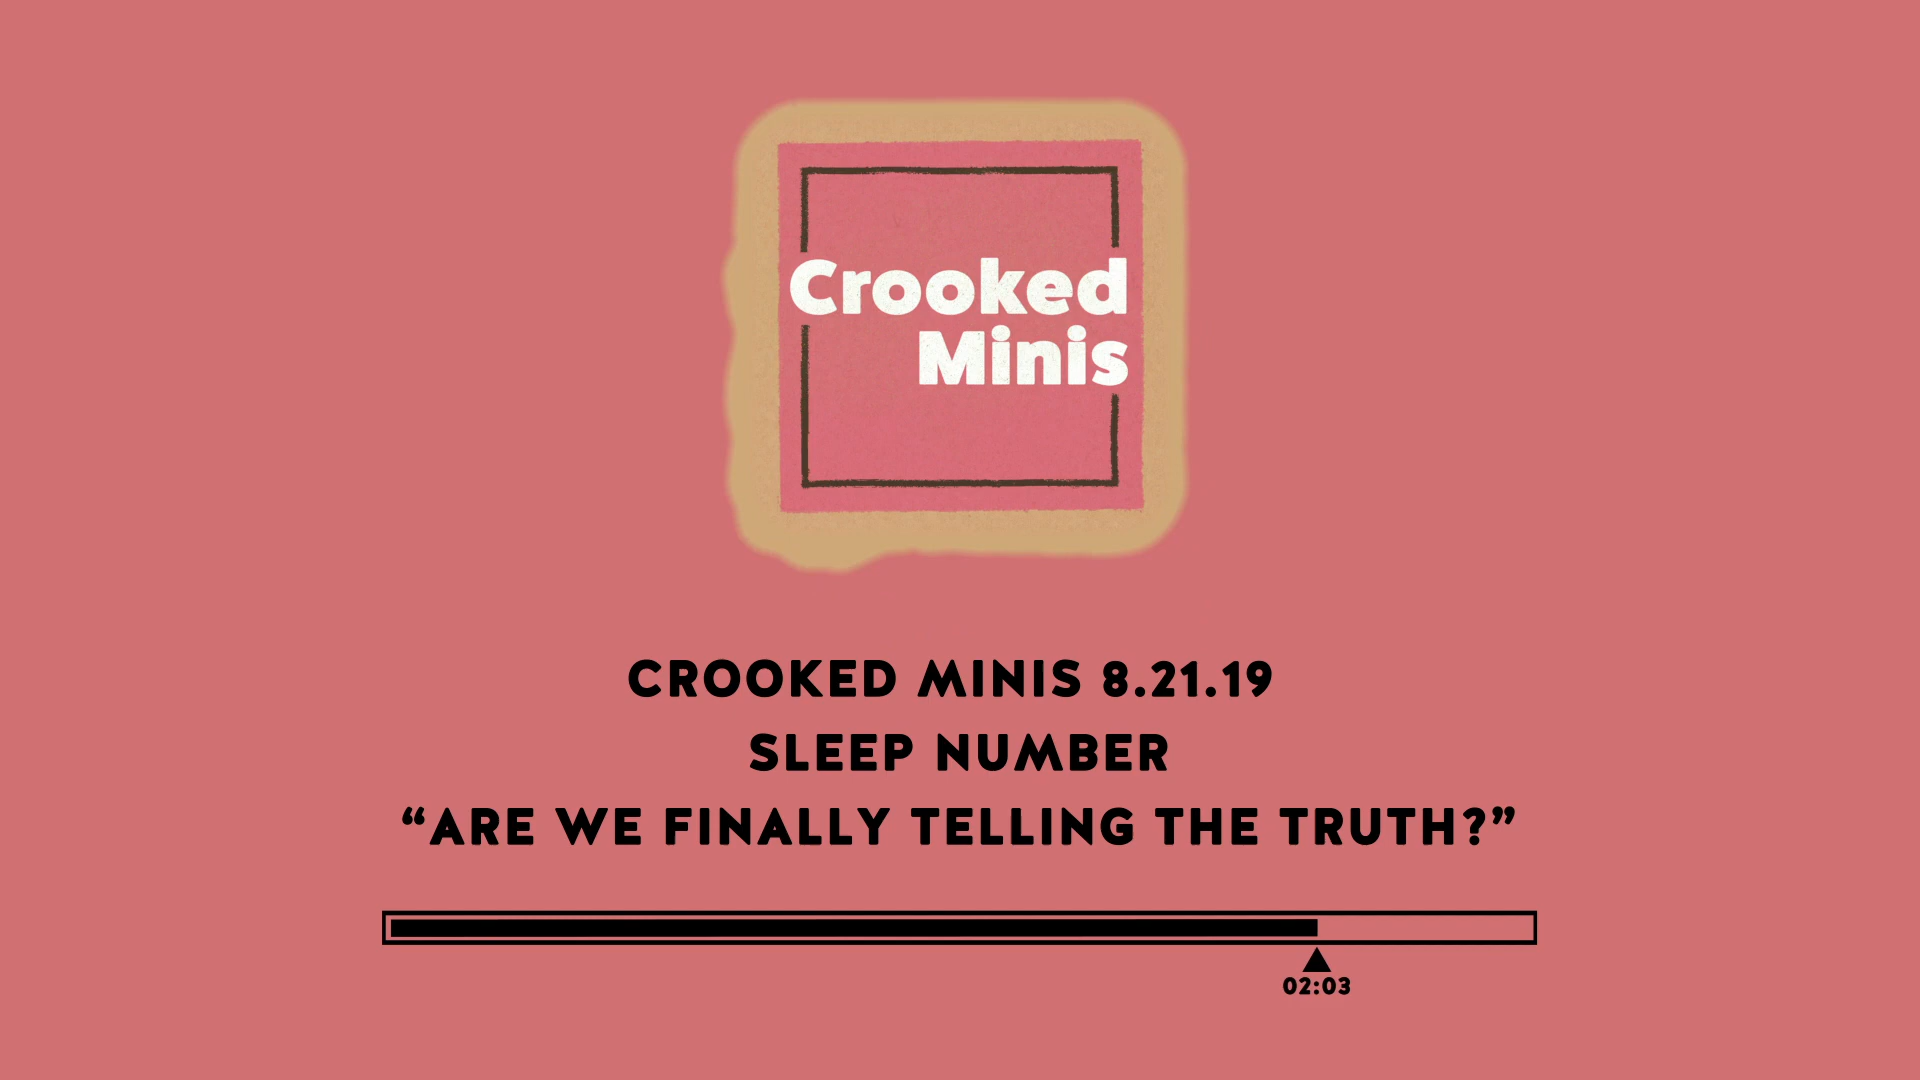 Crooked
Minis
CROOKED MINIS 8.21.19
SLEEP NUMBER
“ARE WE FINALLY TELLING THE TRUTH?”
02:03